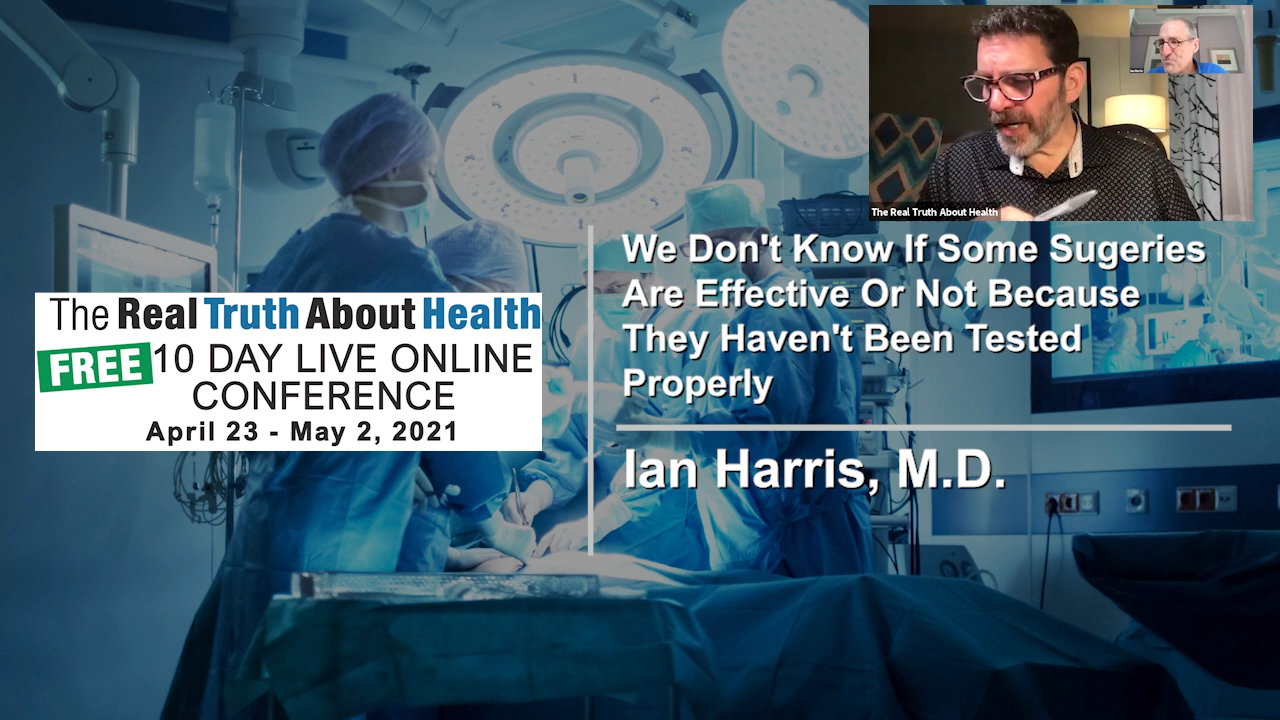 The Real Truth About Health
We Don't Know If Some Sugeries
Are Effective Or Not Because
They Haven't Been Tested
Properly
Ian Harris, M.D.
The Real Truth About Health
FREE 10 DAY LIVE ONLINE
CONFERENCE
April 23 - May 2, 2021